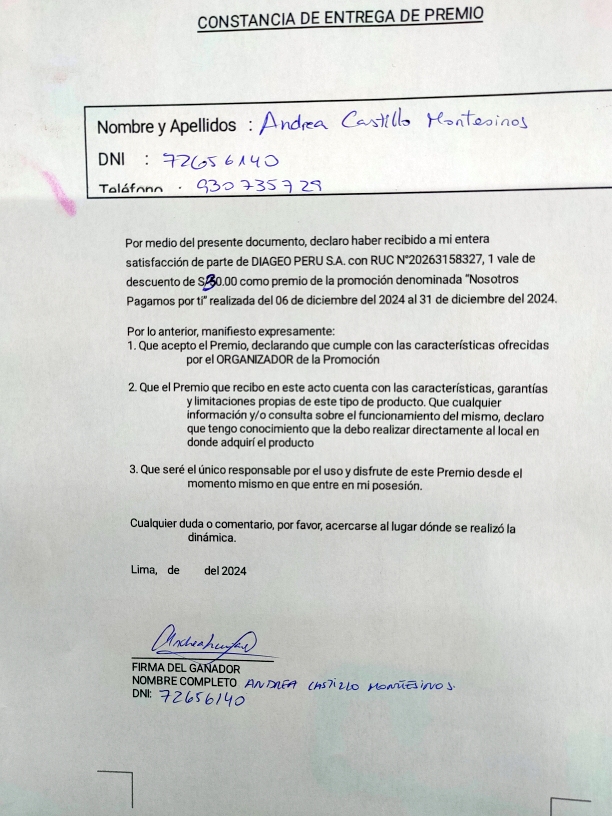 CONSTANCIA DE ENTREGA DE PREMIO
Nombre y Apellidos : Andrea Castillo Montesinos
DNI : 72656140
Teléfono : 930735729
Por medio del presente documento, declaro haber recibido a mi entera
satisfacción de parte de DIAGEO PERU S.A. con RUC N°20263158327, 1 vale de
descuento de S/30.00 como premio de la promoción denominada "Nosotros
Pagamos por ti" realizada del 06 de diciembre del 2024 al 31 de diciembre del 2024.
Por lo anterior, manifiesto expresamente:
1. Que acepto el Premio, declarando que cumple con las características ofrecidas
por el ORGANIZADOR de la Promoción
2. Que el Premio que recibo en este acto cuenta con las características, garantías
y limitaciones propias de este tipo de producto. Que cualquier
información y/o consulta sobre el funcionamiento del mismo, declaro
que tengo conocimiento que la debo realizar directamente al local en
donde adquirí el producto
3. Que seré el único responsable por el uso y disfrute de este Premio desde el
momento mismo en que entre en mi posesión.
Cualquier duda o comentario, por favor, acercarse al lugar dónde se realizó la
dinámica.
Lima, de del 2024
FIRMA DEL GANADOR
NOMBRE COMPLETO ANDREA CASTILLO MONTESINOS.
DNI: 72656140